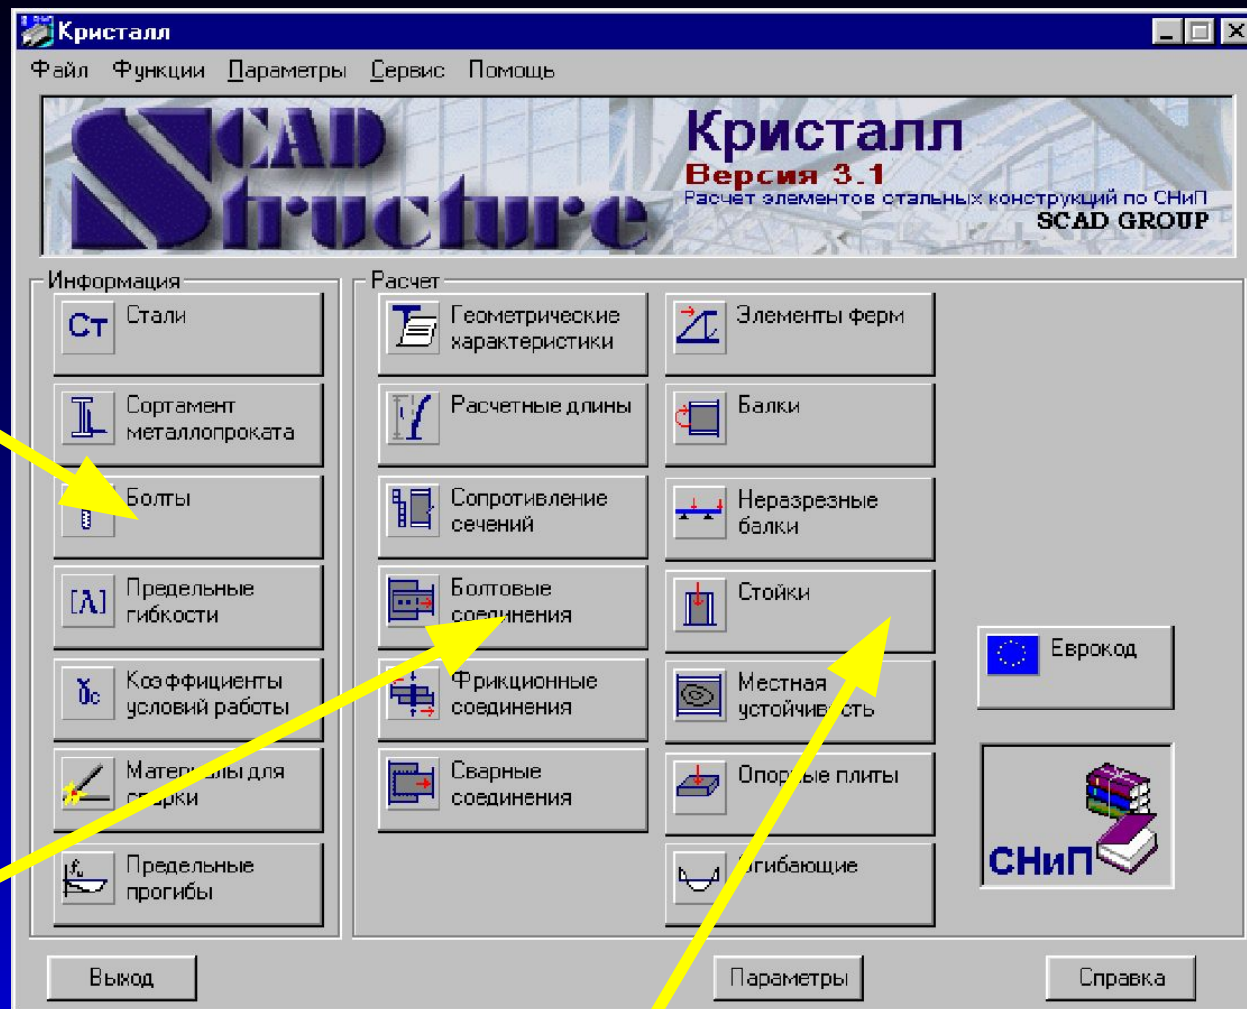 Кристалл
Файл Функции Параметры Сервис Помощь
SCAD
Structure
Кристалл
Версия 3.1
Расчет элементов стальных конструкций по СНиП
SCAD GROUP
Информация
Ст
Стали
Сортамент
металлопроката
Болты
[λ]
Предельные
гибкости
γc
Коэффициенты
условий работы
Материалы для
сварки
fu
Предельные
прогибы
Расчет
Геометрические
характеристики
Расчетные длины
Сопротивление
сечений
Болтовые
соединения
Фрикционные
соединения
Сварные
соединения
Элементы ферм
Балки
Неразрезные
балки
Стойки
Местная
устойчивость
Опорные плиты
Огибающие
Еврокод
СНиП
Выход
Параметры
Справка